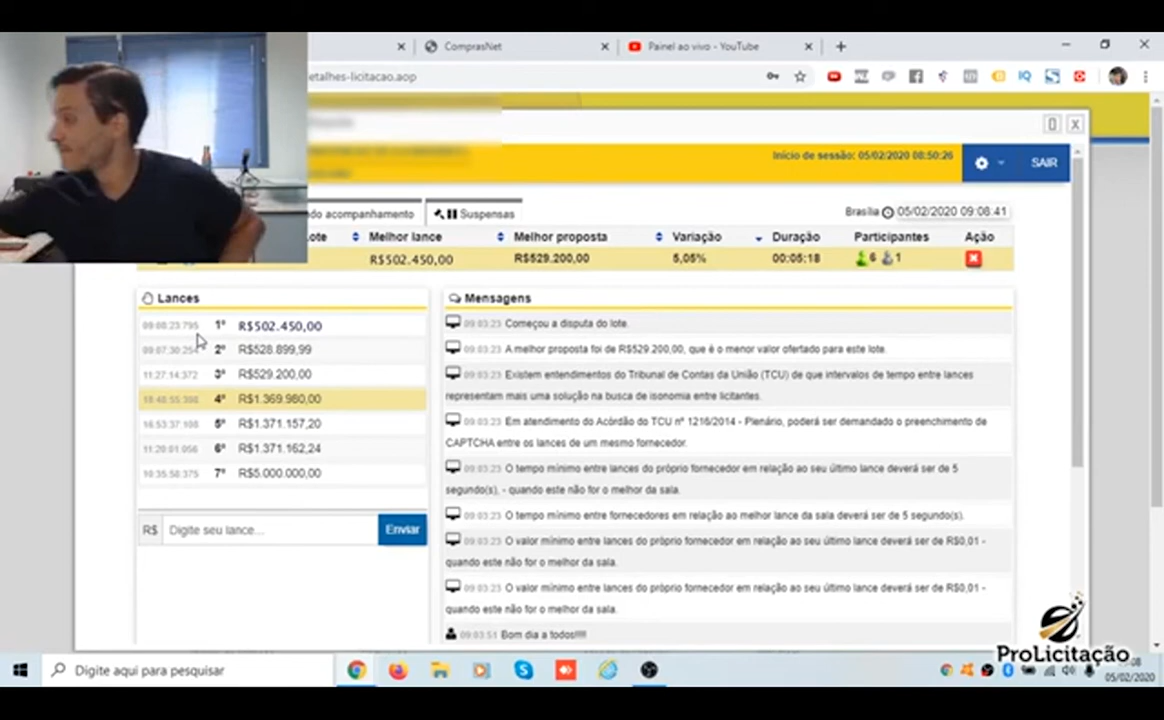 ComprasNet
Painel ao vivo - YouTube
etalhes-licitacao.aop
IQ
Início de sessão: 05/02/2020 08:50:26
SAIR
do acompanhamento
Suspensas
Brasília 05/02/2020 09:08:41
ote Melhor lance Melhor proposta Variação Duração Participantes Ação
R$502.450,00 R$529.200,00 5,05% 00:05:18 6 1
Lances
09:08:23:795 1º R$502.450,00
2º R$528.899,99
11:27:14:372 3º R$529.200,00
4º R$1.369.980,00
5º R$1.371.157,20
6º R$1.371.162,24
10:35:58:375 7º R$5.000.000,00
R$ Digite seu lance...
Enviar
Mensagens
09:03:23 Começou a disputa do lote.
09:03:23 A melhor proposta foi de R$529.200,00, que é o menor valor ofertado para este lote.
09:03:23 Existem entendimentos do Tribunal de Contas da União (TCU) de que intervalos de tempo entre lances
representam mais uma solução na busca de isonomia entre licitantes.
09:03:23 Em atendimento do Acórdão do TCU nº 1216/2014 - Plenário, poderá ser demandado o preenchimento de
CAPTCHA entre os lances de um mesmo fornecedor.
09:03:23 O tempo mínimo entre lances do próprio fornecedor em relação ao seu último lance deverá ser de 5
segundo(s), - quando este não for o melhor da sala.
09:03:23 O tempo mínimo entre fornecedores em relação ao melhor lance da sala deverá ser de 5 segundo(s).
09:03:23 O valor mínimo entre lances do próprio fornecedor em relação ao seu último lance deverá ser de R$0,01 -
quando este não for o melhor da sala.
09:03:23 O valor mínimo entre lances do próprio fornecedor em relação ao seu último lance deverá ser de R$0,01 -
quando este não for o melhor da sala.
09:03:51 Bom dia a todos!!!!
ProLicitação
Digite aqui para pesquisar
05/02/2020